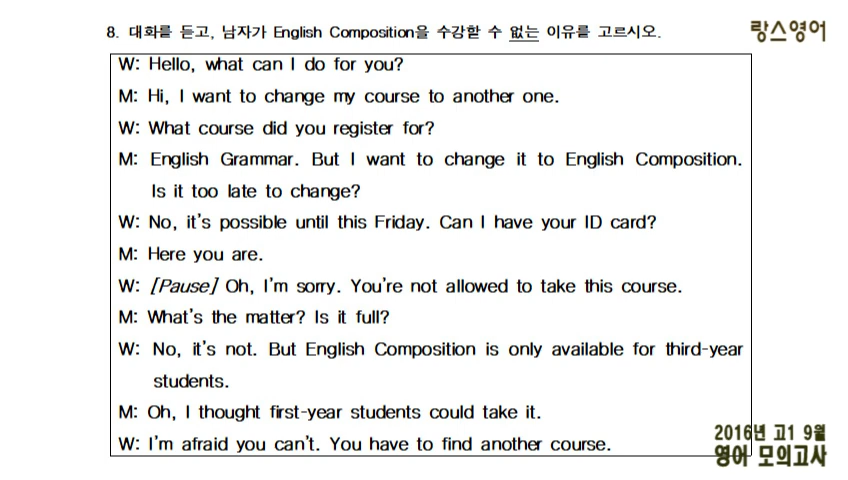 8. 대화를 듣고, 남자가 English Composition을 수강할 수 없는 이유를 고르시오.
랑스영어
W: Hello, what can I do for you?
M: Hi, I want to change my course to another one.
W: What course did you register for?
M: English Grammar. But I want to change it to English Composition.
Is it too late to change?
W: No, it's possible until this Friday. Can I have your ID card?
M: Here you are.
W: [Pause] Oh, I'm sorry. You're not allowed to take this course.
M: What's the matter? Is it full?
W: No, it's not. But English Composition is only available for third-year
students.
M: Oh, I thought first-year students could take it.
W: I'm afraid you can't. You have to find another course.
2016년 고1 9월
영어 모의고사